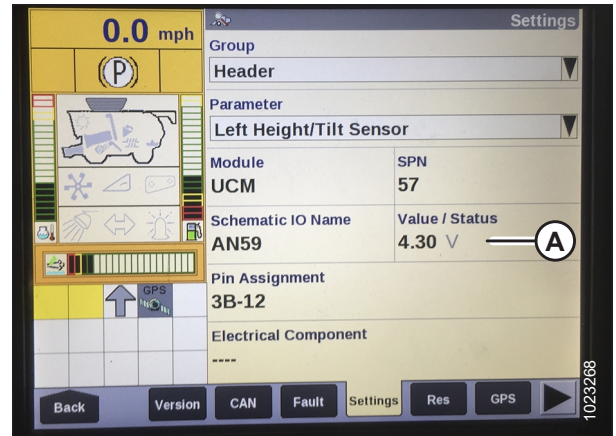 0.0 mph
Settings
(P)
Group
Header
Parameter
Left Height/Tilt Sensor
Module
SPN
UCM
57
Schematic IO Name
Value / Status
AN59
4.30 V
A
Pin Assignment
3B-12
GPS
Electrical Component
----
Back
Version
CAN
Fault
Settings
Res
GPS
1023268